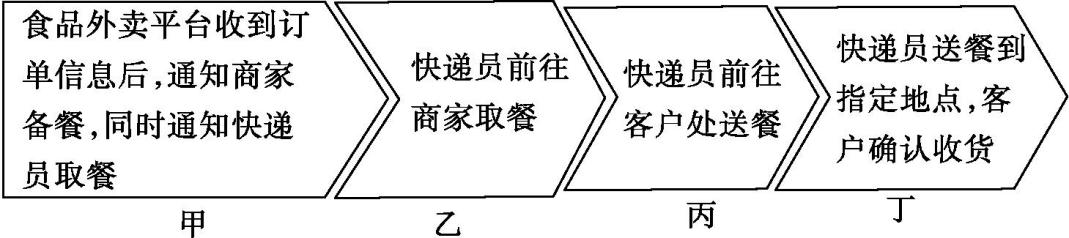 食品外卖平台收到订
单信息后,通知商家
备餐,同时通知快递
员取餐
快递员前往
商家取餐
快递员前往
客户处送餐
快递员送餐到
指定地点,客
户确认收货
甲
乙
丙
丁